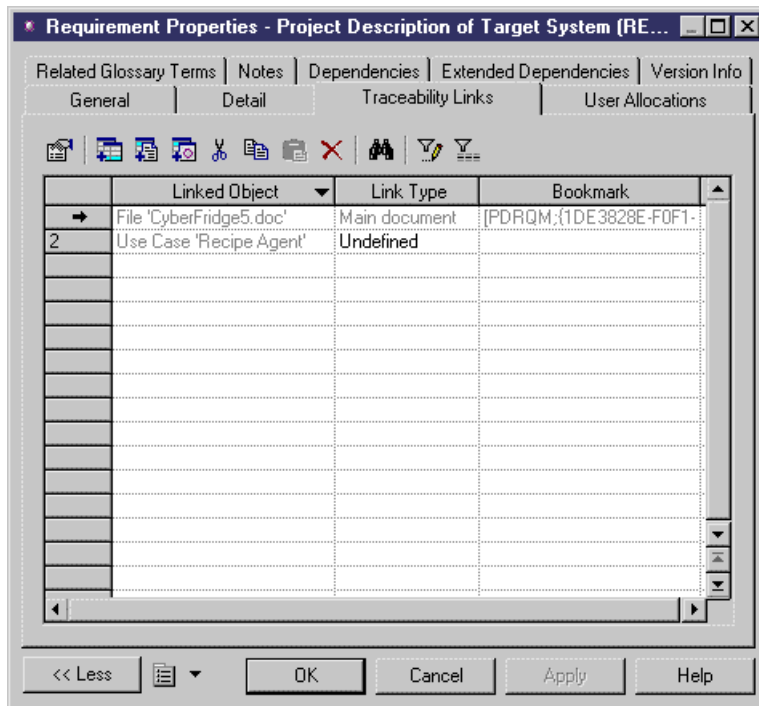 Requirement Properties - Project Description of Target System (RE...
Related Glossary Terms Notes Dependencies Extended Dependencies Version Info
General Detail Traceability Links User Allocations
Linked Object Link Type Bookmark
File 'CyberFridge5.doc' Main document [PDRQM;{1DE3828E-F0F1-
2 Use Case 'Recipe Agent' Undefined
<< Less OK Cancel Apply Help